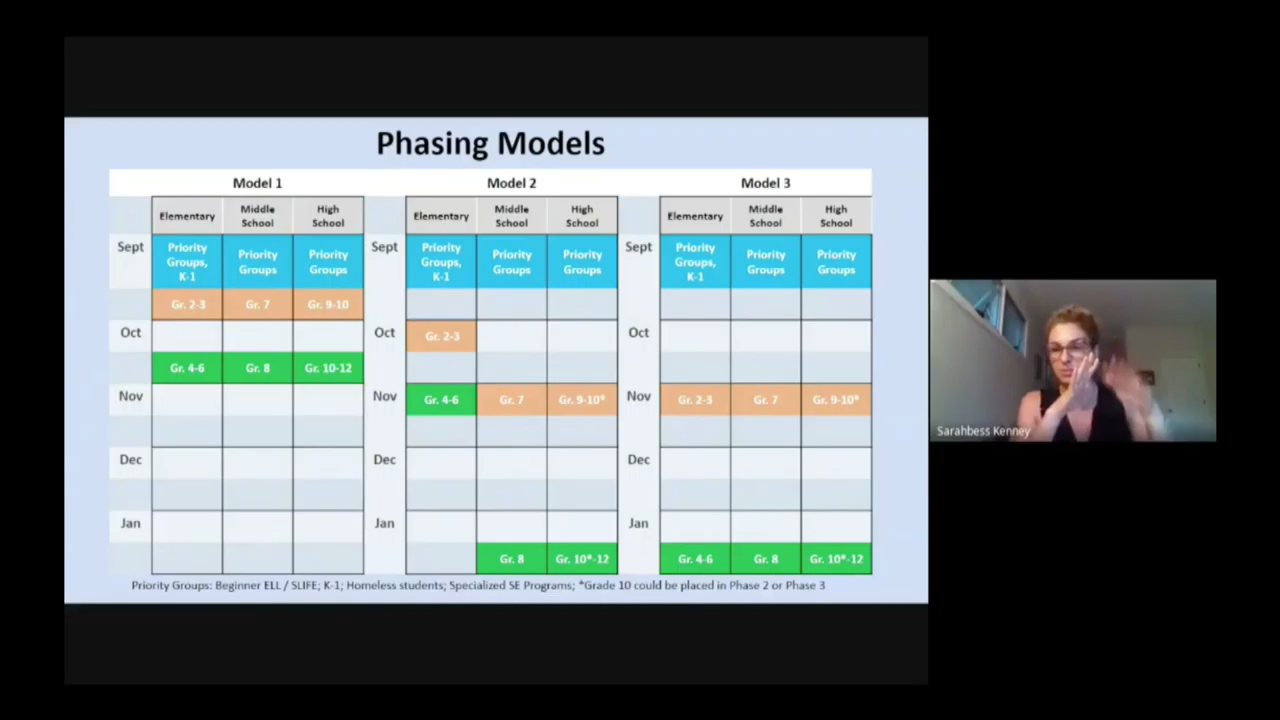 Phasing Models
Model 1 Model 2 Model 3
Elementary Middle School High School Elementary Middle School High School Elementary Middle School High School
Sept Priority Groups, K-1 Priority Groups Priority Groups Sept Priority Groups, K-1 Priority Groups Priority Groups Sept Priority Groups, K-1 Priority Groups Priority Groups
Gr. 2-3 Gr. 7 Gr. 9-10
Oct Oct Gr. 2-3 Oct
Gr. 4-6 Gr. 8 Gr. 10-12
Nov Nov Gr. 4-6 Gr. 7 Gr. 9-10* Nov Gr. 2-3 Gr. 7 Gr. 9-10*
Dec Dec Dec
Jan Jan Jan
Gr. 8 Gr. 10*-12 Gr. 4-6 Gr. 8 Gr. 10*-12
Priority Groups: Beginner ELL / SLIFE; K-1; Homeless students; Specialized SE Programs; *Grade 10 could be placed in Phase 2 or Phase 3
Sarahbess Kenney